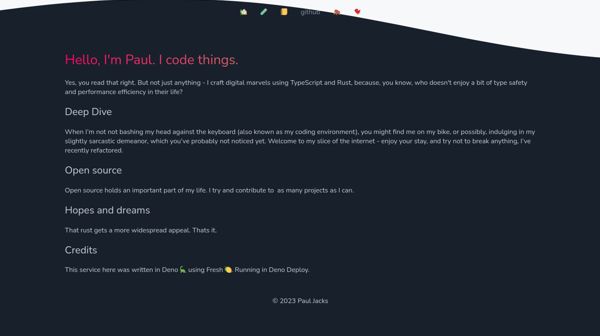 github
Hello, I'm Paul. I code things.
Yes, you read that right. But not just anything - I craft digital marvels using TypeScript and Rust, because, you know, who doesn't enjoy a bit of type safety
and performance efficiency in their life?
Deep Dive
When I'm not not bashing my head against the keyboard (also known as my coding environment), you might find me on my bike, or possibly, indulging in my
slightly sarcastic demeanor, which you've probably not noticed yet. Welcome to my slice of the internet - enjoy your stay, and try not to break anything, I've
recently refactored.
Open source
Open source holds an important part of my life. I try and contribute to as many projects as I can.
Hopes and dreams
That rust gets a more widespread appeal. Thats it.
Credits
This service here was written in Deno 🦕 using Fresh 🍋. Running in Deno Deploy.
© 2023 Paul Jacks